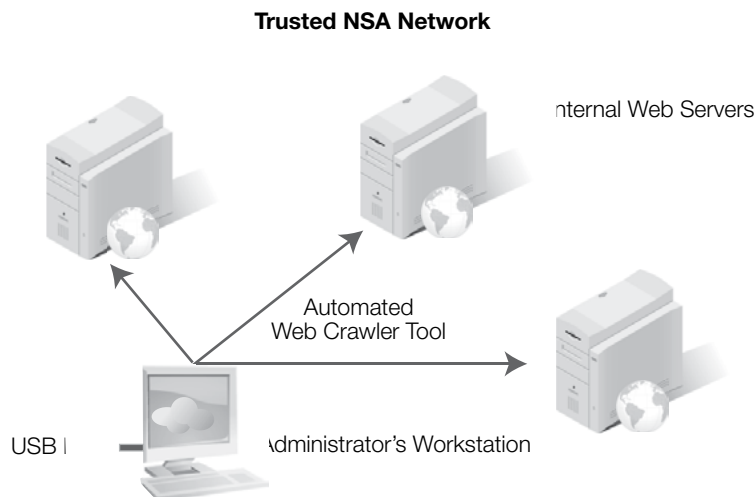 Trusted NSA Network
nternal Web Servers
Automated
Web Crawler Tool
USB
dministrator's Workstation